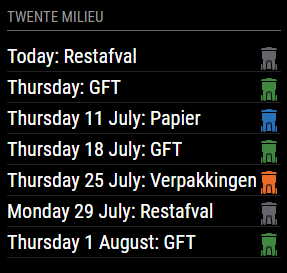 TWENTE MILIEU
Today: Restafval
Thursday: GFT
Thursday 11 July: Papier
Thursday 18 July: GFT
Thursday 25 July: Verpakkingen
Monday 29 July: Restafval
Thursday 1 August: GFT